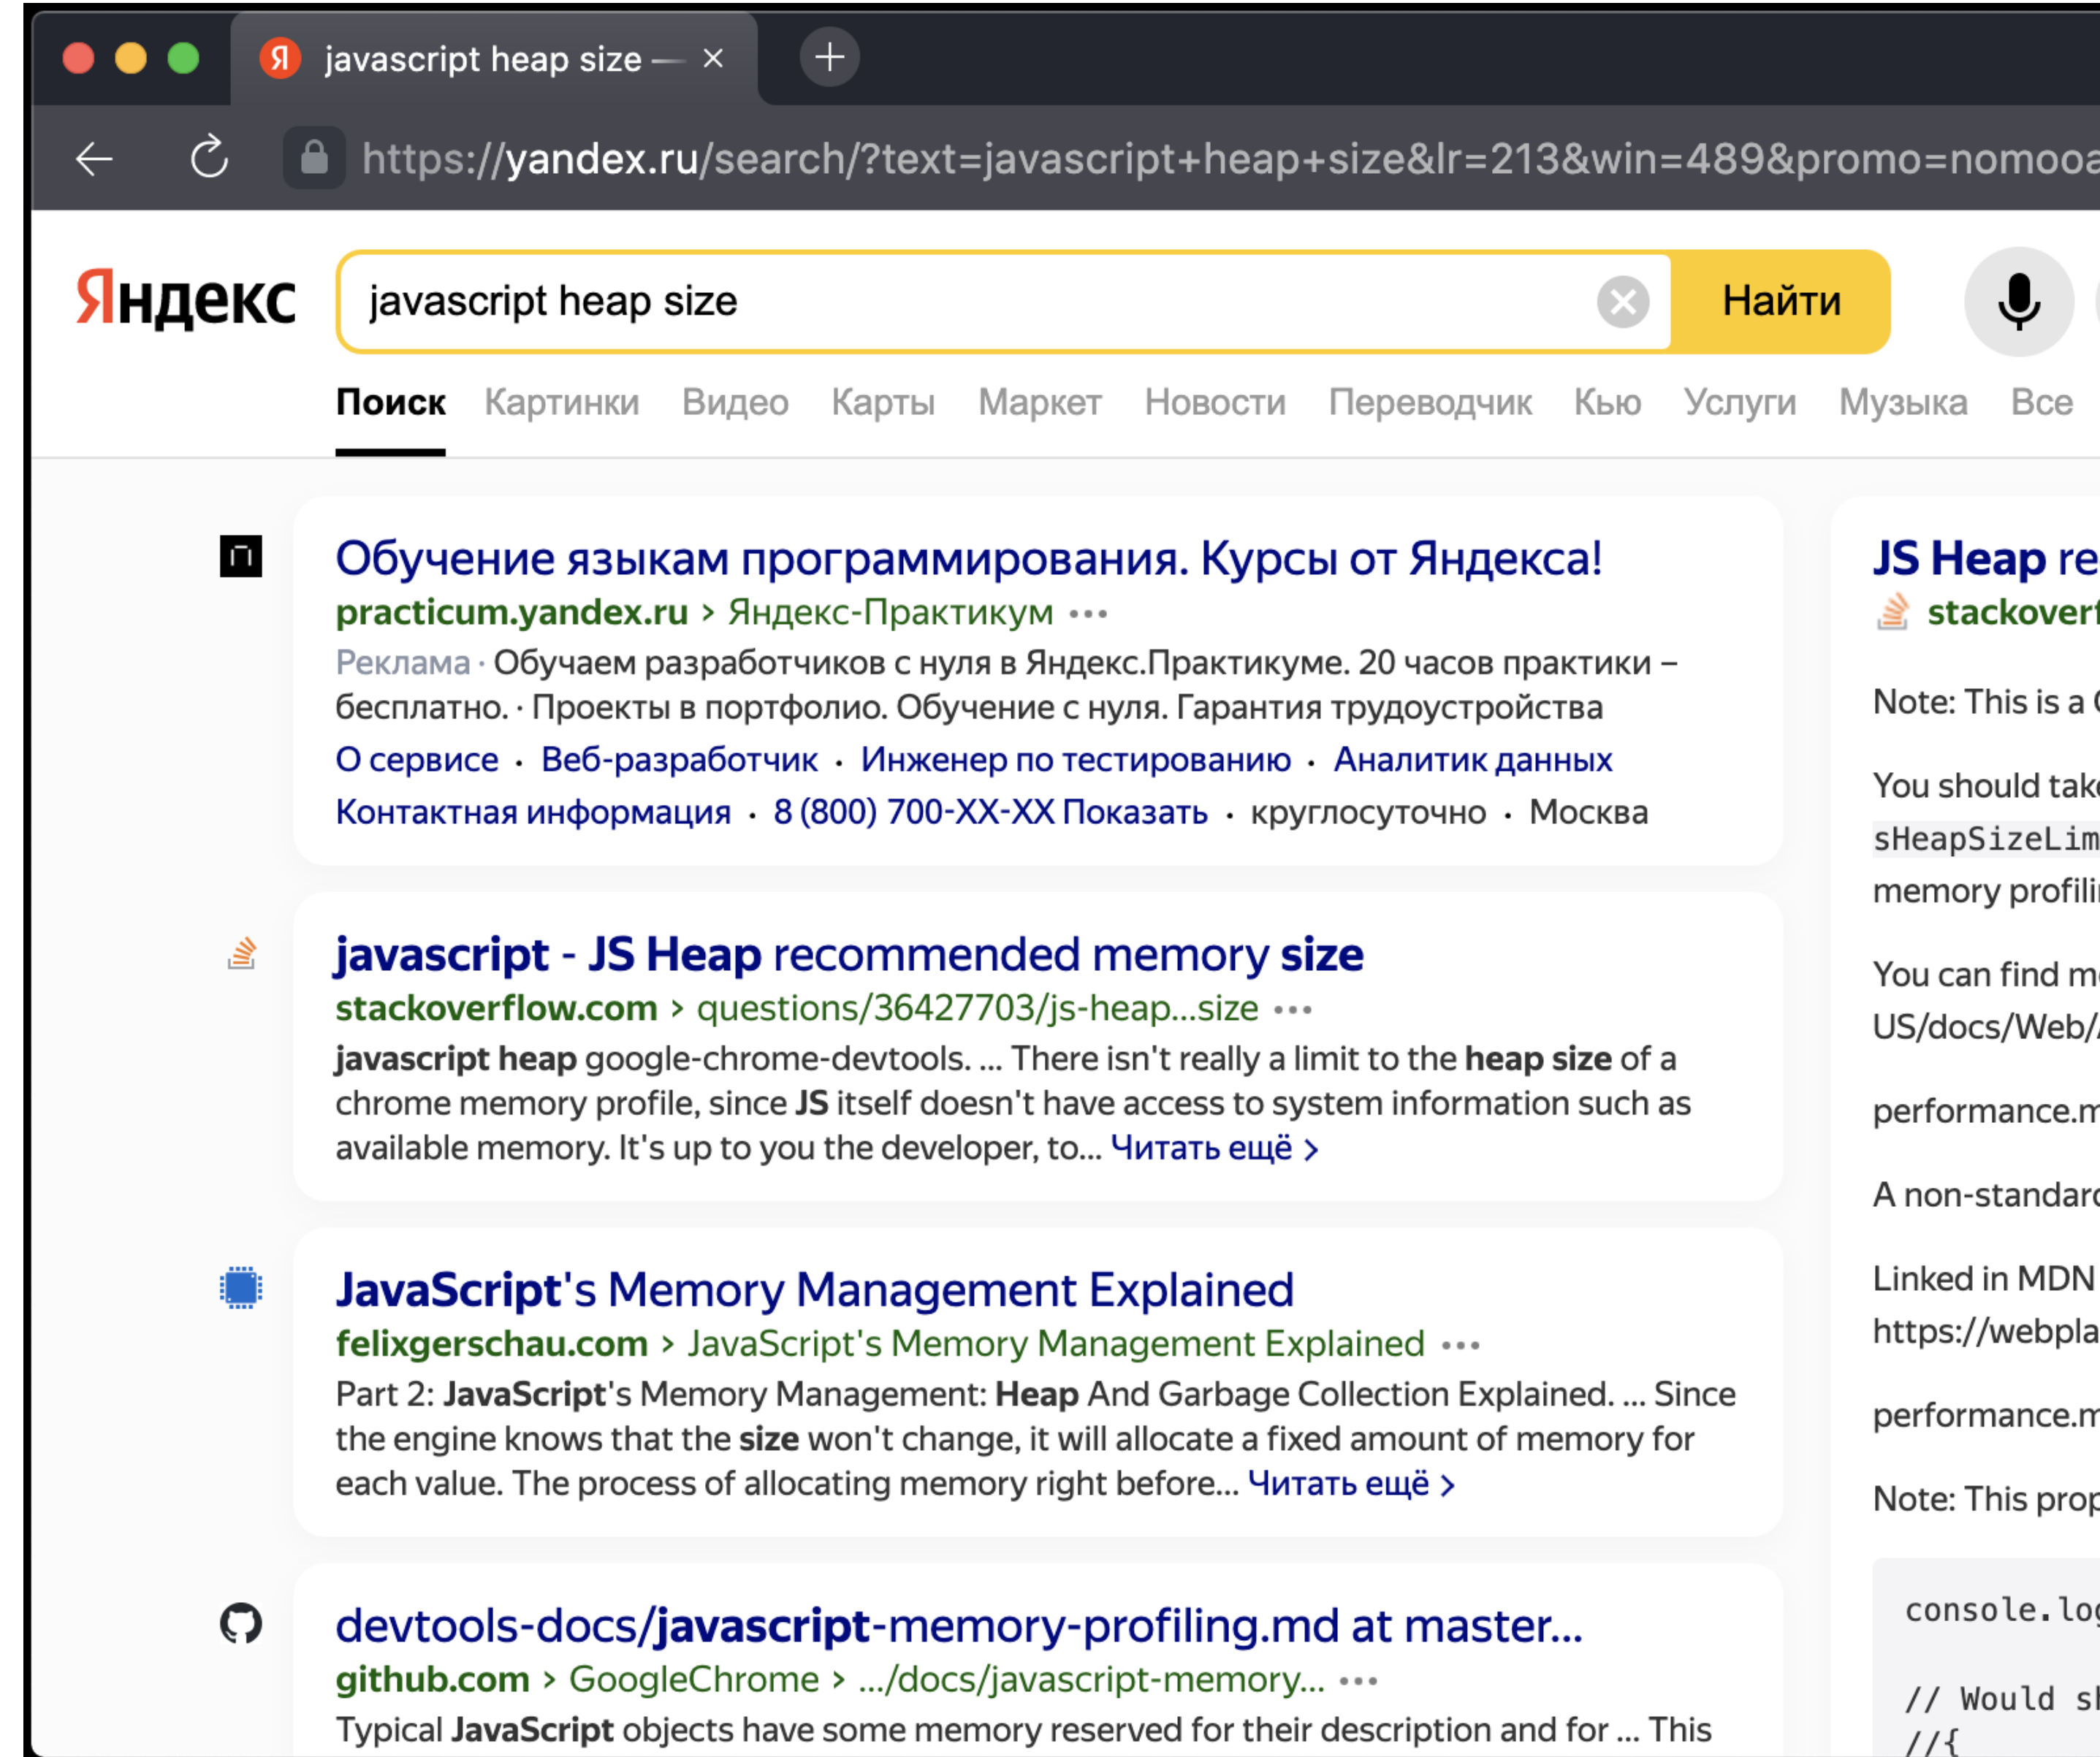 javascript heap size —
https://yandex.ru/search/?text=javascript+heap+size&lr=213&win=489&promo=nomooa
Яндекс
javascript heap size
Найти
Поиск Картинки Видео Карты Маркет Новости Переводчик Кью Услуги Музыка Все
Обучение языкам программирования. Курсы от Яндекса!
practicum.yandex.ru › Яндекс-Практикум
Реклама · Обучаем разработчиков с нуля в Яндекс.Практикуме. 20 часов практики –
бесплатно. · Проекты в портфолио. Обучение с нуля. Гарантия трудоустройства
О сервисе · Веб-разработчик · Инженер по тестированию · Аналитик данных
Контактная информация · 8 (800) 700-XX-XX Показать · круглосуточно · Москва
javascript - JS Heap recommended memory size
stackoverflow.com › questions/36427703/js-heap...size
javascript heap google-chrome-devtools. ... There isn't really a limit to the heap size of a
chrome memory profile, since JS itself doesn't have access to system information such as
available memory. It's up to you the developer, to... Читать ещё ›
JavaScript's Memory Management Explained
felixgerschau.com › JavaScript's Memory Management Explained
Part 2: JavaScript's Memory Management: Heap And Garbage Collection Explained. ... Since
the engine knows that the size won't change, it will allocate a fixed amount of memory for
each value. The process of allocating memory right before... Читать ещё ›
devtools-docs/javascript-memory-profiling.md at master...
github.com › GoogleChrome › .../docs/javascript-memory...
Typical JavaScript objects have some memory reserved for their description and for ... This
JS Heap re
stackoverf
Note: This is a
You should take
sHeapSizeLim
memory profili
You can find m
US/docs/Web/
performance.m
A non-standard
Linked in MDN
https://webpla
performance.m
Note: This prop
console.log
// Would sh
//{